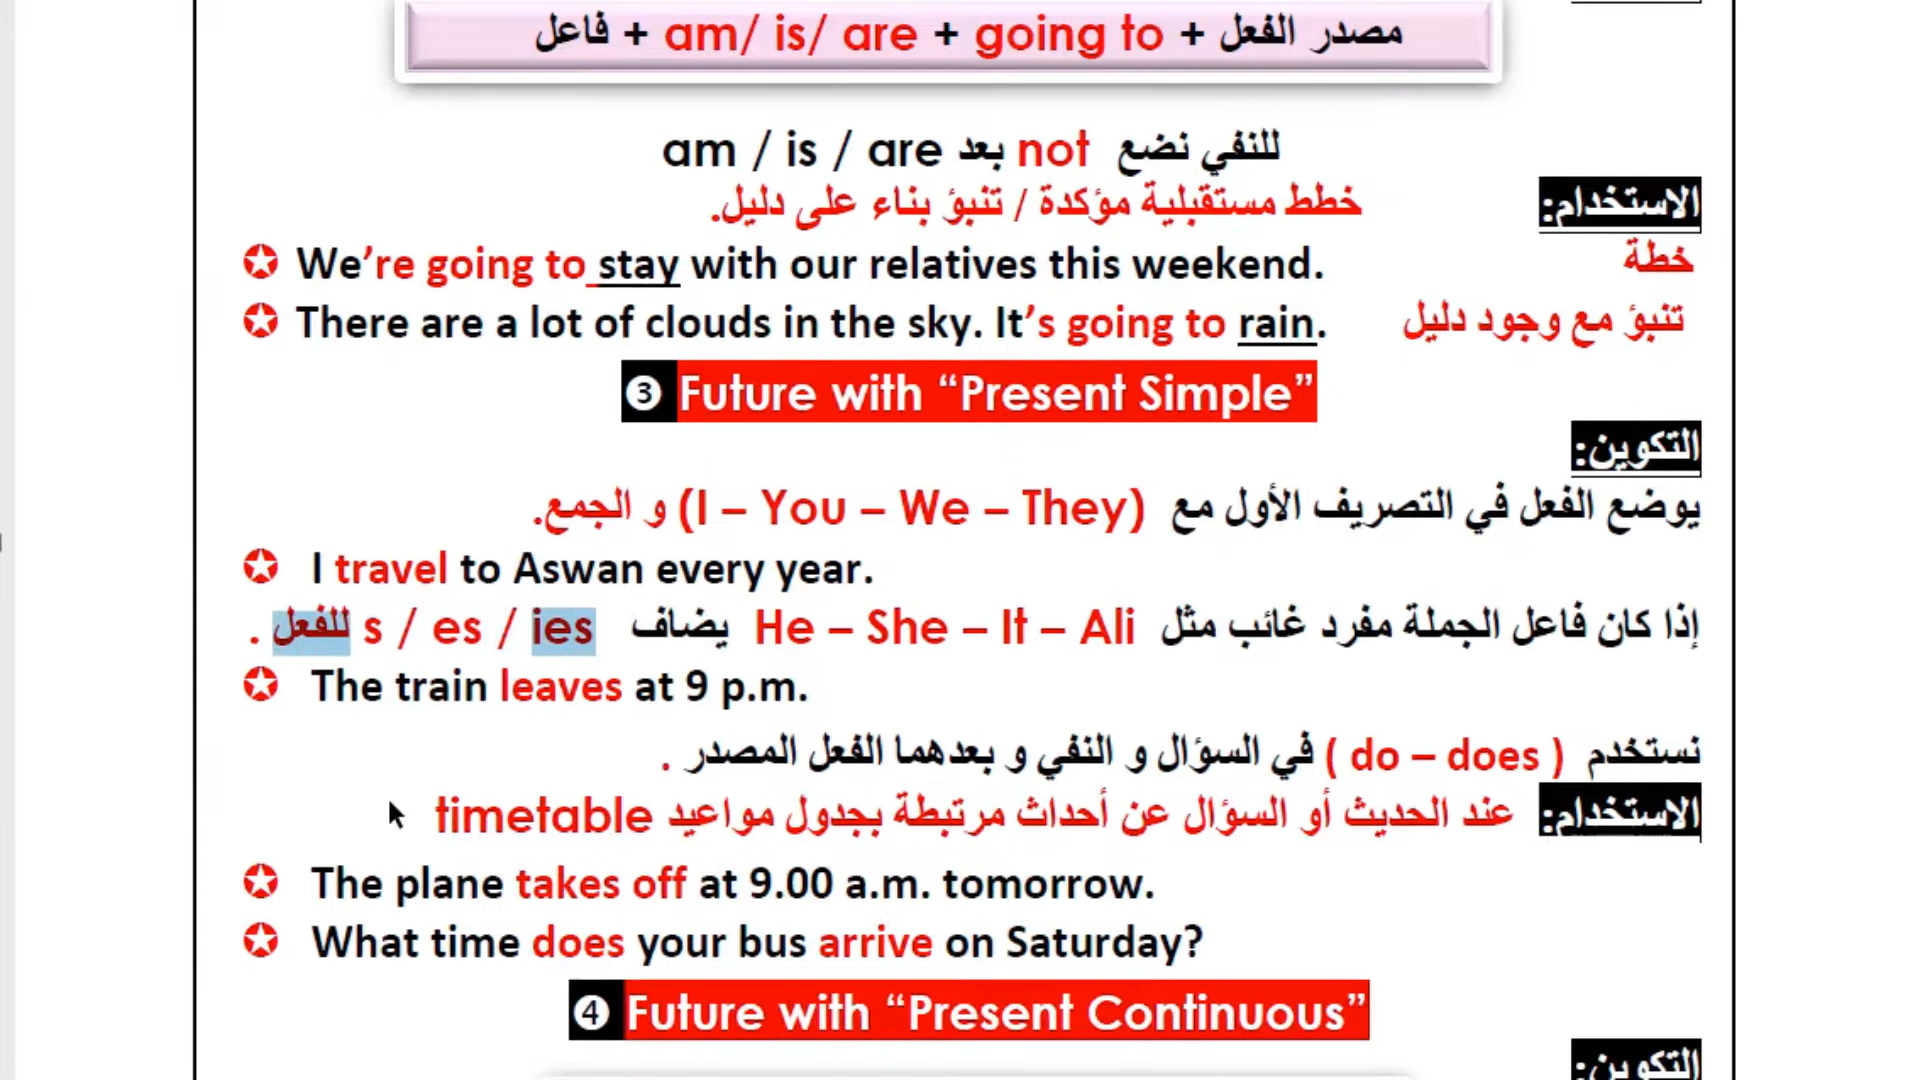 فاعل + am/ is/ are + going to + مصدر الفعل
للنفي نضع not بعد am / is / are
الاستخدام: خطط مستقبلية مؤكدة / تنبؤ بناء على دليل.
✪ We're going to stay with our relatives this weekend. خطة
✪ There are a lot of clouds in the sky. It's going to rain. تنبؤ مع وجود دليل
❸ Future with “Present Simple”
التكوين:
يوضع الفعل في التصريف الأول مع (I – You – We – They) و الجمع.
✪ I travel to Aswan every year.
إذا كان فاعل الجملة مفرد غائب مثل He – She – It – Ali يضاف s / es / ies للفعل .
✪ The train leaves at 9 p.m.
نستخدم ( do – does ) في السؤال و النفي و بعدهما الفعل المصدر .
الاستخدام: عند الحديث أو السؤال عن أحداث مرتبطة بجدول مواعيد timetable
✪ The plane takes off at 9.00 a.m. tomorrow.
✪ What time does your bus arrive on Saturday?
❹ Future with “Present Continuous”
التكوين: